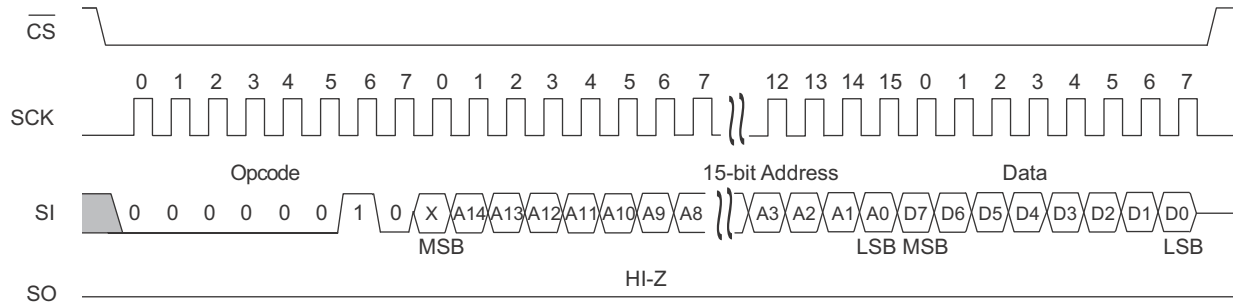 CS
0 1 2 3 4 5 6 7 0 1 2 3 4 5 6 7 12 13 14 15 0 1 2 3 4 5 6 7
SCK
Opcode 15-bit Address Data
SI 0 0 0 0 0 0 1 0 X A14 A13 A12 A11 A10 A9 A8 A3 A2 A1 A0 D7 D6 D5 D4 D3 D2 D1 D0
MSB LSB MSB LSB
HI-Z
SO